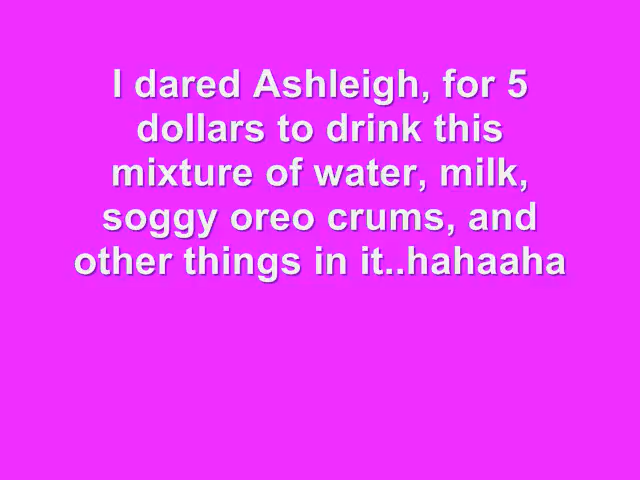 I dared Ashleigh, for 5
dollars to drink this
mixture of water, milk,
soggy oreo crums, and
other things in it..hahaaha